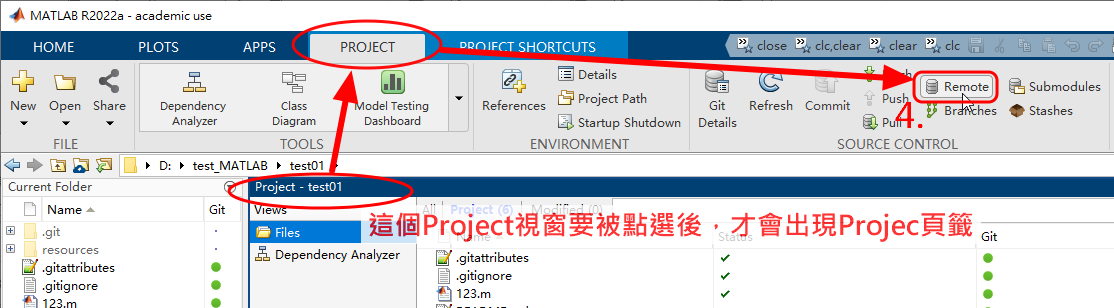 MATLAB R2022a - academic use
HOME PLOTS APPS PROJECT PROJECT SHORTCUTS close clc,clear clear clc
New Open Share
Dependency Analyzer
Class Diagram
Model Testing Dashboard
References
Details
Project Path
Startup Shutdown
Git Details
Refresh Commit
Push
Pull
Remote
Branches
Submodules
Stashes
4.
FILE TOOLS ENVIRONMENT SOURCE CONTROL
D: test_MATLAB test01
Current Folder
Name Git
.git
resources
.gitattributes
.gitignore
123.m
Project - test01
Views
Files
Dependency Analyzer
All Project (6) Modified (0)
這個Project視窗要被點選後，才會出現Projec頁籤
Name Status Git
.gitattributes
.gitignore
123.m